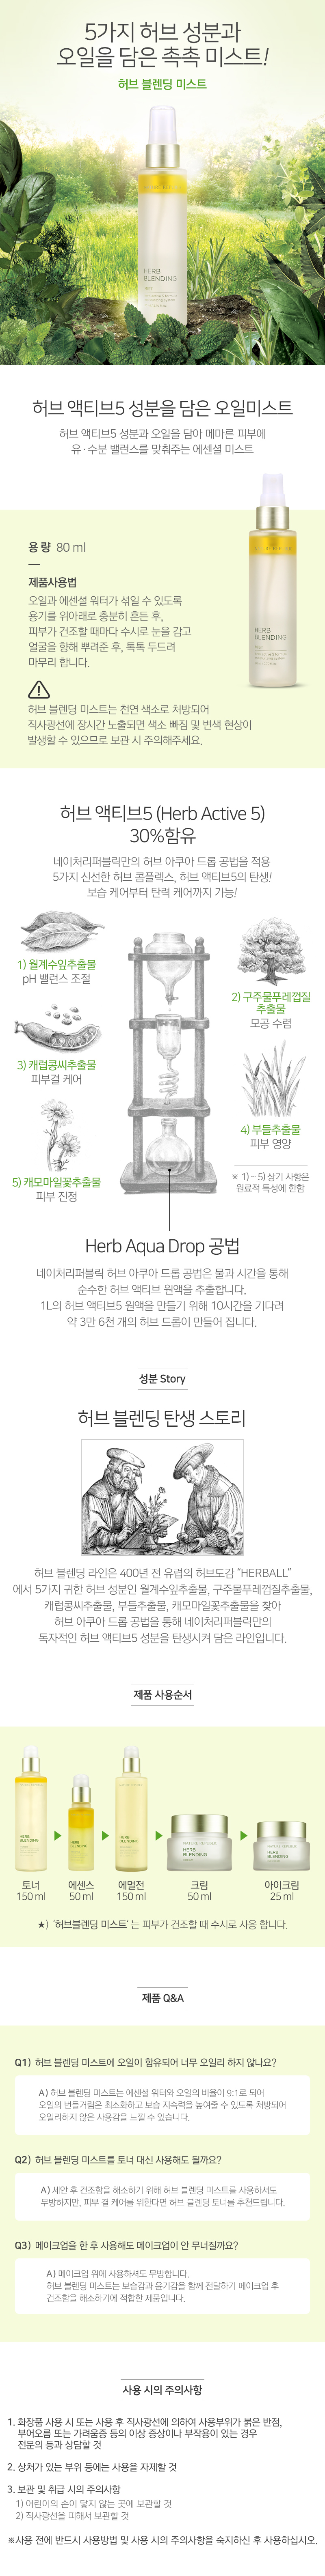 5가지 허브 성분과
오일을 담은 촉촉 미스트!
허브 블렌딩 미스트
NATURE REPUBLIC
HERB
BLENDING
MIST
허브 액티브5 성분을 담은 오일미스트
허브 액티브5 성분과 오일을 담아 메마른 피부에
유·수분 밸런스를 맞춰주는 에센셜 미스트
용량 80 ml
제품사용법
오일과 에센셜 워터가 섞일 수 있도록
용기를 위아래로 충분히 흔든 후,
피부가 건조할 때마다 수시로 눈을 감고
얼굴을 향해 뿌려준 후, 톡톡 두드려
마무리 합니다.
NATURE REPUBLIC
HERB
BLENDING
MIST
허브 블렌딩 미스트는 천연 색소로 처방되어
직사광선에 장시간 노출되면 색소 빠짐 및 변색 현상이
발생할 수 있으므로 보관 시 주의해주세요.
허브 액티브5 (Herb Active 5)
30%함유
네이처리퍼블릭만의 허브 아쿠아 드롭 공법을 적용
5가지 신선한 허브 콤플렉스, 허브 액티브5의 탄생!
보습 케어부터 탄력 케어까지 가능!
1) 월계수잎추출물
pH 밸런스 조절
2) 구주물푸레껍질
추출물
모공 수렴
3) 캐럽콩씨추출물
피부결 케어
4) 부들추출물
피부 영양
5) 캐모마일꽃추출물
피부 진정
※ 1) ~ 5) 상기 사항은
원료적 특성에 한함
Herb Aqua Drop 공법
네이처리퍼블릭 허브 아쿠아 드롭 공법은 물과 시간을 통해
순수한 허브 액티브 원액을 추출합니다.
1L의 허브 액티브5 원액을 만들기 위해 10시간을 기다려
약 3만 6천 개의 허브 드롭이 만들어 집니다.
성분 Story
허브 블렌딩 탄생 스토리
허브 블렌딩 라인은 400년 전 유럽의 허브도감 “HERBALL”
에서 5가지 귀한 허브 성분인 월계수잎추출물, 구주물푸레껍질추출물,
캐럽콩씨추출물, 부들추출물, 캐모마일꽃추출물을 찾아
허브 아쿠아 드롭 공법을 통해 네이처리퍼블릭만의
독자적인 허브 액티브5 성분을 탄생시켜 담은 라인입니다.
제품 사용순서
HERB
BLENDING
HERB
BLENDING
HERB
BLENDING
NATURE REPUBLIC
HERB
BLENDING
NATURE REPUBLIC
HERB
BLENDING
토너
150 ml
에센스
50 ml
에멀전
150 ml
크림
50 ml
아이크림
25 ml
★) ‘허브블렌딩 미스트’ 는 피부가 건조할 때 수시로 사용 합니다.
제품 Q&A
Q1) 허브 블렌딩 미스트에 오일이 함유되어 너무 오일리 하지 않나요?
A) 허브 블렌딩 미스트는 에센셜 워터와 오일의 비율이 9:1로 되어
오일의 번들거림은 최소화하고 보습 지속력을 높여줄 수 있도록 처방되어
오일리하지 않은 사용감을 느낄 수 있습니다.
Q2) 허브 블렌딩 미스트를 토너 대신 사용해도 될까요?
A) 세안 후 건조함을 해소하기 위해 허브 블렌딩 미스트를 사용하셔도
무방하지만, 피부 결 케어를 위한다면 허브 블렌딩 토너를 추천드립니다.
Q3) 메이크업을 한 후 사용해도 메이크업이 안 무너질까요?
A) 메이크업 위에 사용하셔도 무방합니다.
허브 블렌딩 미스트는 보습감과 윤기감을 함께 전달하기 메이크업 후
건조함을 해소하기에 적합한 제품입니다.
사용 시의 주의사항
1. 화장품 사용 시 또는 사용 후 직사광선에 의하여 사용부위가 붉은 반점,
부어오름 또는 가려움증 등의 이상 증상이나 부작용이 있는 경우
전문의 등과 상담할 것
2. 상처가 있는 부위 등에는 사용을 자제할 것
3. 보관 및 취급 시의 주의사항
1) 어린이의 손이 닿지 않는 곳에 보관할 것
2) 직사광선을 피해서 보관할 것
※사용 전에 반드시 사용방법 및 사용 시의 주의사항을 숙지하신 후 사용하십시오.